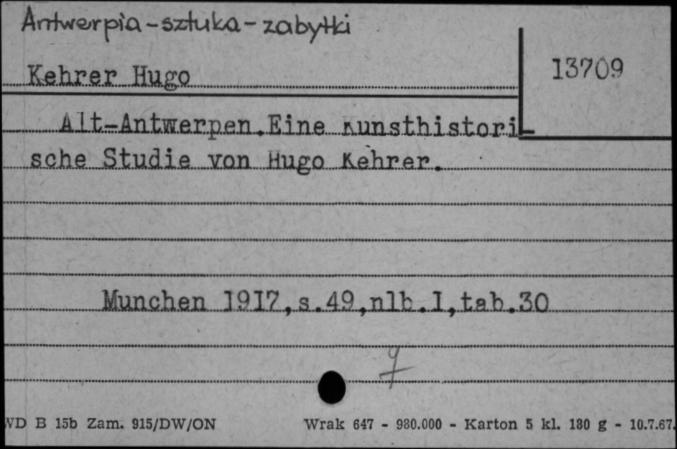 Antwerpia-sztuka-zabytki
Kehrer Hugo
13709
Alt-Antwerpen.Eine Kunsthistori-
sche Studie von Hugo Kehrer.
Munchen 1917,s.49,nlb.1,tab.30
9
WD B 15b Zam. 915/DW/ON Wrak 647 - 980.000 - Karton 5 kl. 180 g - 10.7.67.